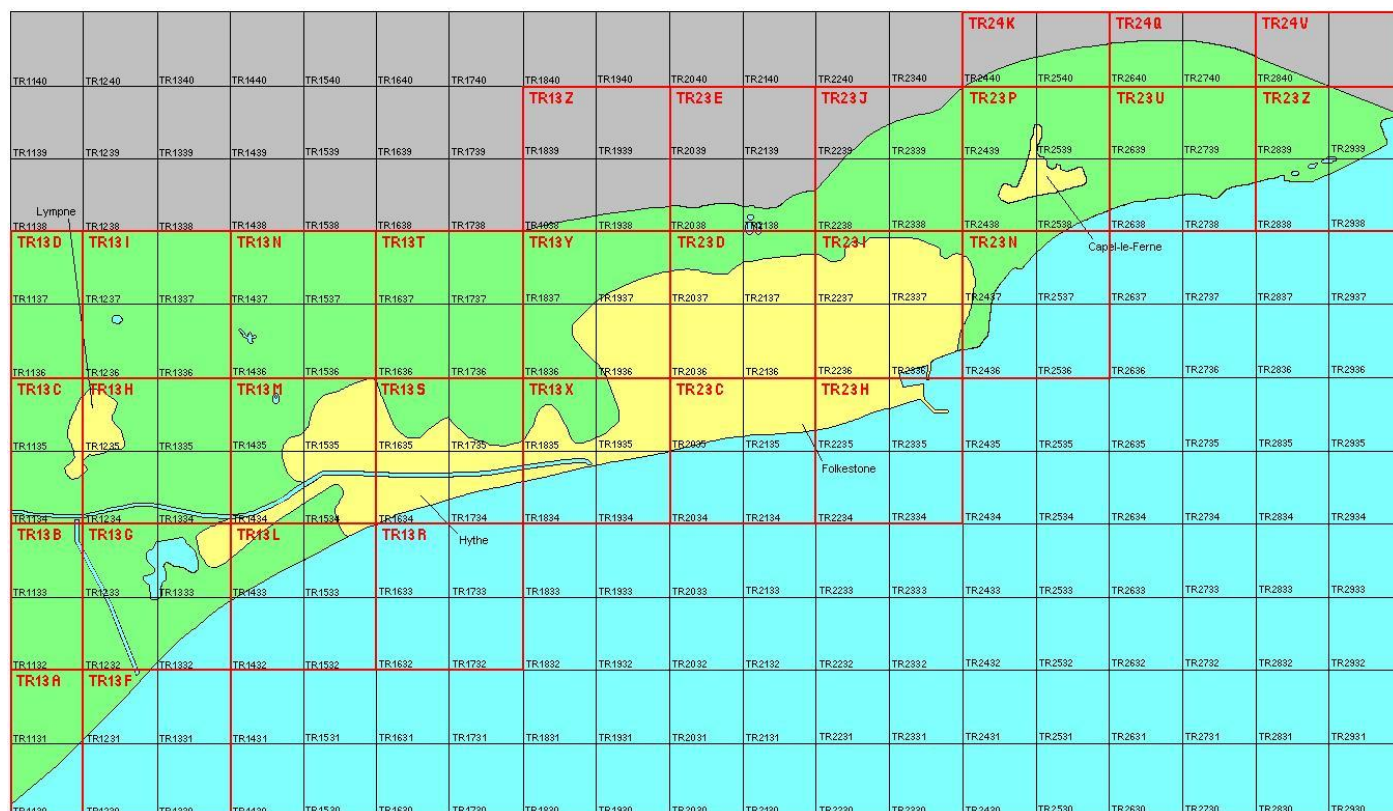 TR24K TR24Q TR24V
TR1140 TR1240 TR1340 TR1440 TR1540 TR1640 TR1740 TR1840 TR1940 TR2040 TR2140 TR2240 TR2340 TR2440 TR2540 TR2640 TR2740 TR2840
TR13Z TR23E TR23J TR23P TR23U TR23Z
TR1139 TR1239 TR1339 TR1439 TR1539 TR1639 TR1739 TR1839 TR1939 TR2039 TR2139 TR2239 TR2339 TR2439 TR2539 TR2639 TR2739 TR2839 TR2939
Lympne
TR1138 TR1238 TR1338 TR1438 TR1538 TR1638 TR1738 TR1838 TR1938 TR2038 TR2138 TR2238 TR2338 TR2438 TR2538 TR2638 TR2738 TR2838 TR2938
TR13D TR13I TR13N TR13T TR13Y TR23D TR23I TR23N
Capel-le-Ferne
TR1137 TR1237 TR1337 TR1437 TR1537 TR1637 TR1737 TR1837 TR1937 TR2037 TR2137 TR2237 TR2337 TR2437 TR2537 TR2637 TR2737 TR2837 TR2937
TR1136 TR1236 TR1336 TR1436 TR1536 TR1636 TR1736 TR1836 TR1936 TR2036 TR2136 TR2236 TR2336 TR2436 TR2536 TR2636 TR2736 TR2836 TR2936
TR13C TR13H TR13M TR13S TR13X TR23C TR23H
TR1135 TR1235 TR1335 TR1435 TR1535 TR1635 TR1735 TR1835 TR1935 TR2035 TR2135 TR2235 TR2335 TR2435 TR2535 TR2635 TR2735 TR2835 TR2935
Folkestone
TR1134 TR1234 TR1334 TR1434 TR1534 TR1634 TR1734 TR1834 TR1934 TR2034 TR2134 TR2234 TR2334 TR2434 TR2534 TR2634 TR2734 TR2834 TR2934
TR13B TR13G TR13L TR13R
Hythe
TR1133 TR1233 TR1333 TR1433 TR1533 TR1633 TR1733 TR1833 TR1933 TR2033 TR2133 TR2233 TR2333 TR2433 TR2533 TR2633 TR2733 TR2833 TR2933
TR1132 TR1232 TR1332 TR1432 TR1532 TR1632 TR1732 TR1832 TR1932 TR2032 TR2132 TR2232 TR2332 TR2432 TR2532 TR2632 TR2732 TR2832 TR2932
TR13A TR13F
TR1131 TR1231 TR1331 TR1431 TR1531 TR1631 TR1731 TR1831 TR1931 TR2031 TR2131 TR2231 TR2331 TR2431 TR2531 TR2631 TR2731 TR2831 TR2931